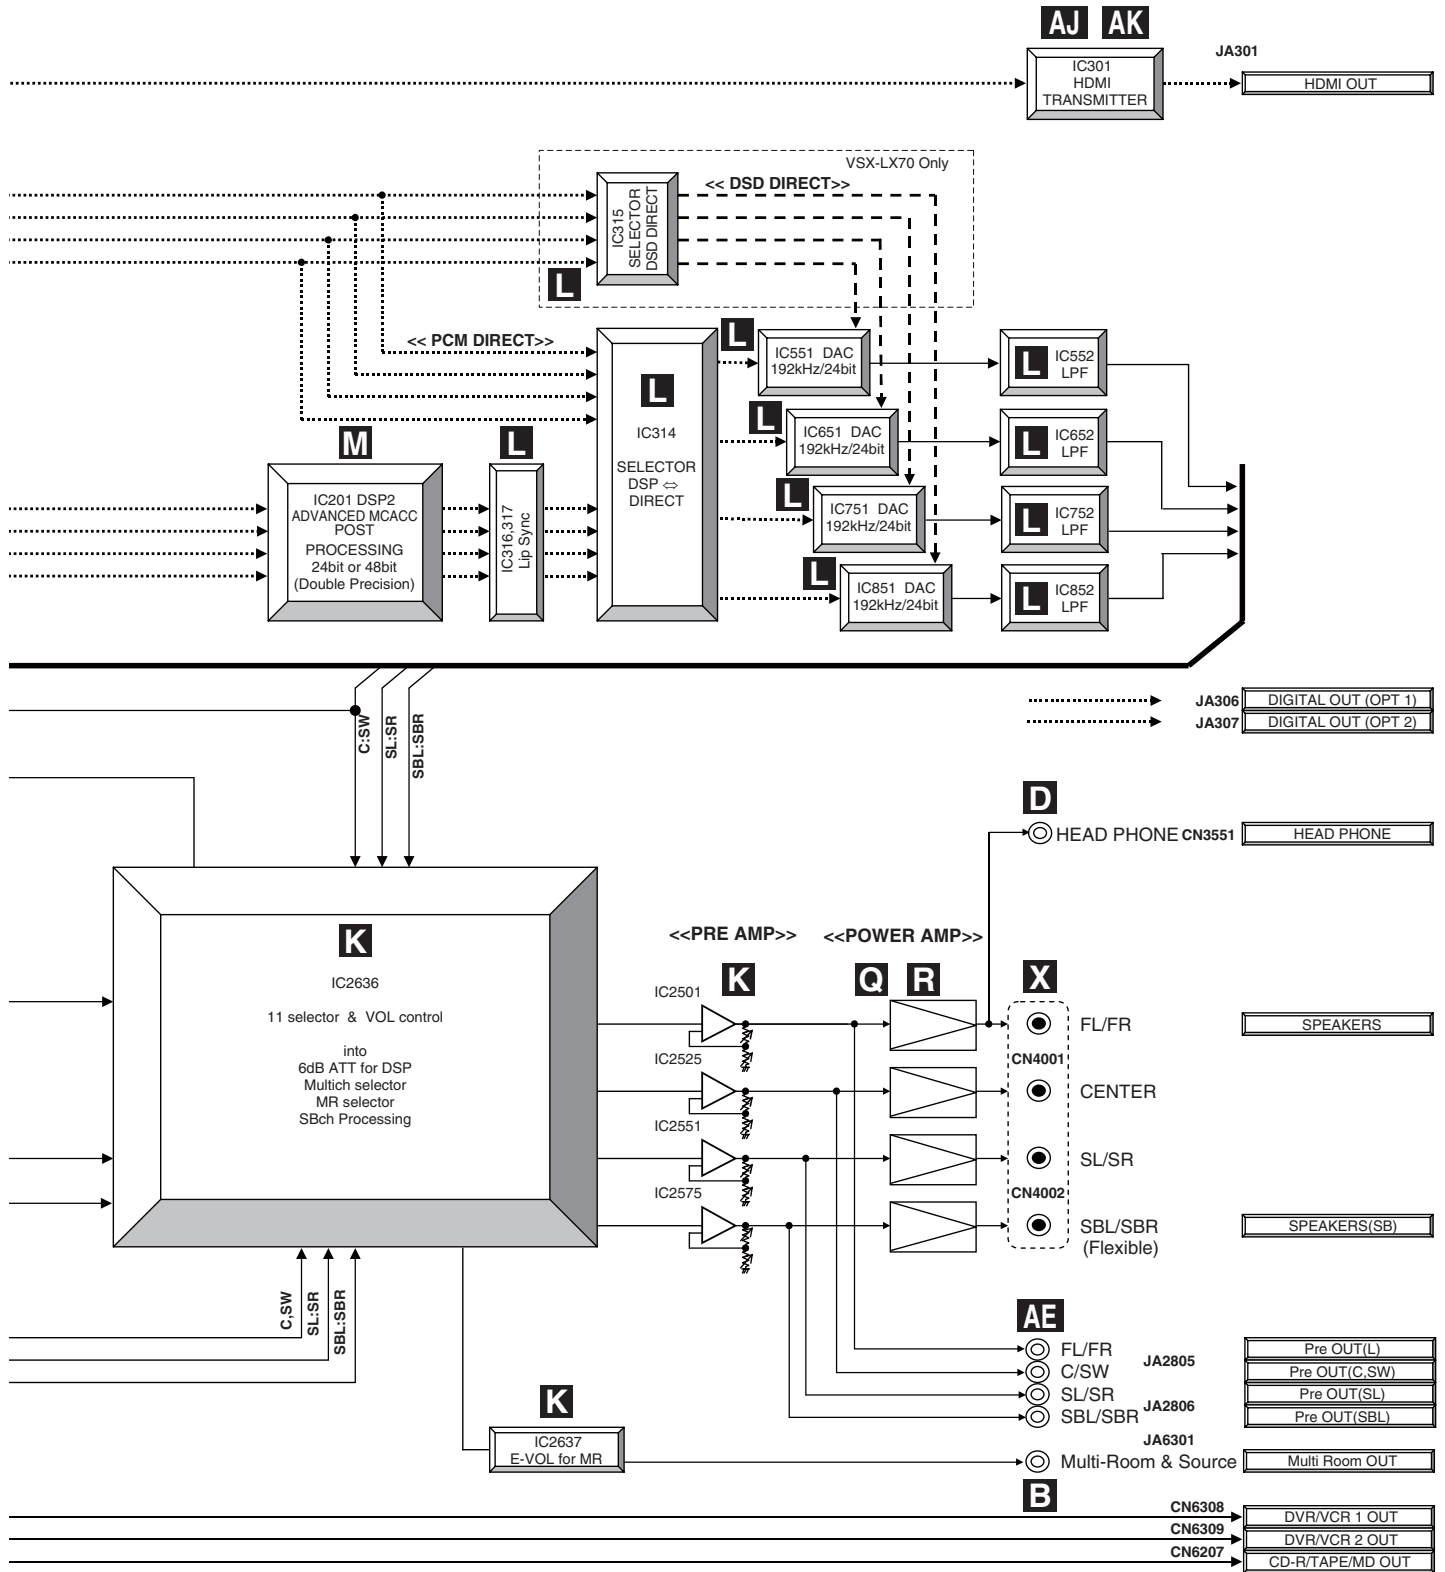 AJ AK
JA301
IC301
HDMI
TRANSMITTER
HDMI OUT
VSX-LX70 Only
<< DSD DIRECT>>
IC315
SELECTOR
DSD DIRECT
L
<< PCM DIRECT>>
L
IC314
SELECTOR
DSP ⇔
DIRECT
L
IC551 DAC
192kHz/24bit
L
IC552
LPF
L
IC651 DAC
192kHz/24bit
L
IC652
LPF
L
IC751 DAC
192kHz/24bit
L
IC752
LPF
L
IC851 DAC
192kHz/24bit
L
IC852
LPF
M
IC201 DSP2
ADVANCED MCACC
POST
PROCESSING
24bit or 48bit
(Double Precision)
L
IC316,317
Lip Sync
C:SW
SL:SR
SBL:SBR
JA306
DIGITAL OUT (OPT 1)
JA307
DIGITAL OUT (OPT 2)
D
HEAD PHONE CN3551
HEAD PHONE
K
IC2636
11 selector & VOL control
into
6dB ATT for DSP
Multich selector
MR selector
SBch Processing
<<PRE AMP>>
<<POWER AMP>>
K
Q R
X
IC2501
FL/FR
SPEAKERS
CN4001
IC2525
CENTER
IC2551
SL/SR
CN4002
IC2575
SBL/SBR
(Flexible)
SPEAKERS(SB)
C,SW
SL:SR
SBL:SBR
AE
FL/FR
JA2805
Pre OUT(L)
C/SW
Pre OUT(C,SW)
SL/SR
Pre OUT(SL)
SBL/SBR
JA2806
Pre OUT(SBL)
K
IC2637
E-VOL for MR
JA6301
Multi-Room & Source
Multi Room OUT
B
CN6308
DVR/VCR 1 OUT
CN6309
DVR/VCR 2 OUT
CN6207
CD-R/TAPE/MD OUT